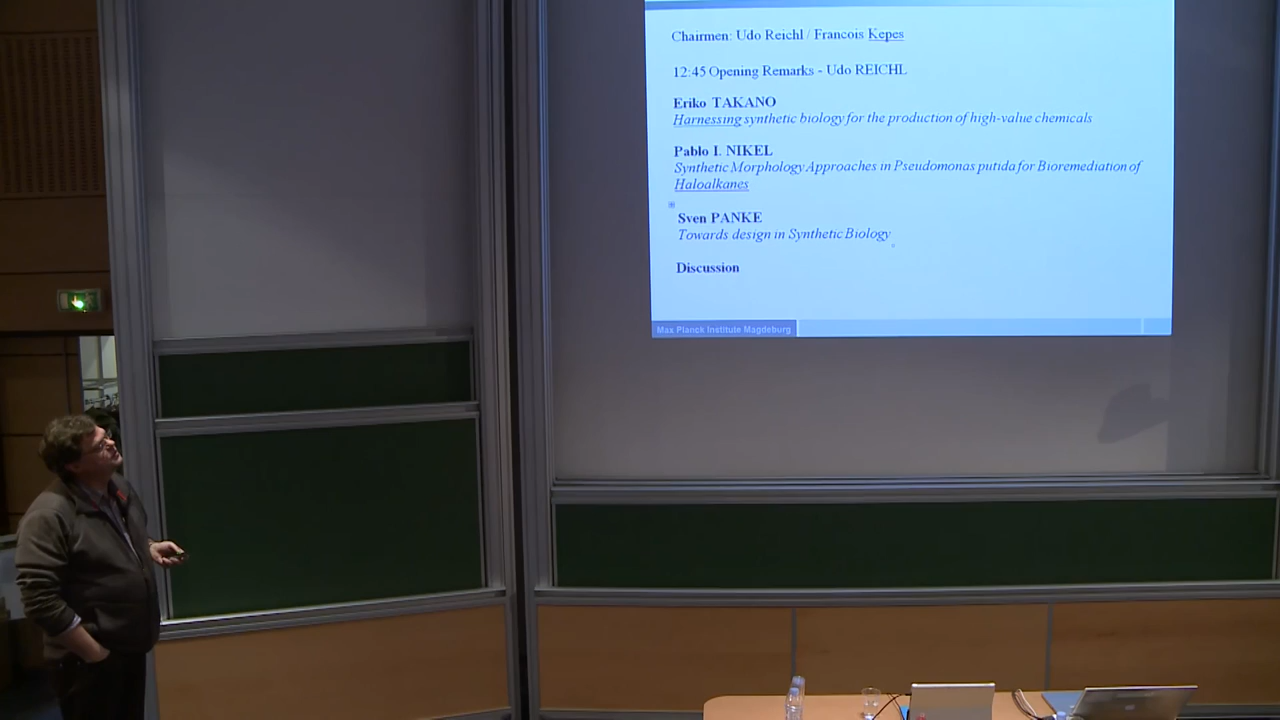 Chairmen: Udo Reichl / Francois Kepes
12:45 Opening Remarks - Udo REICHL
Eriko TAKANO
Harnessing synthetic biology for the production of high-value chemicals
Pablo I. NIKEL
Synthetic Morphology Approaches in Pseudomonas putida for Bioremediation of
Haloalkanes
Sven PANKE
Towards design in Synthetic Biology
Discussion
Max Planck Institute Magdeburg